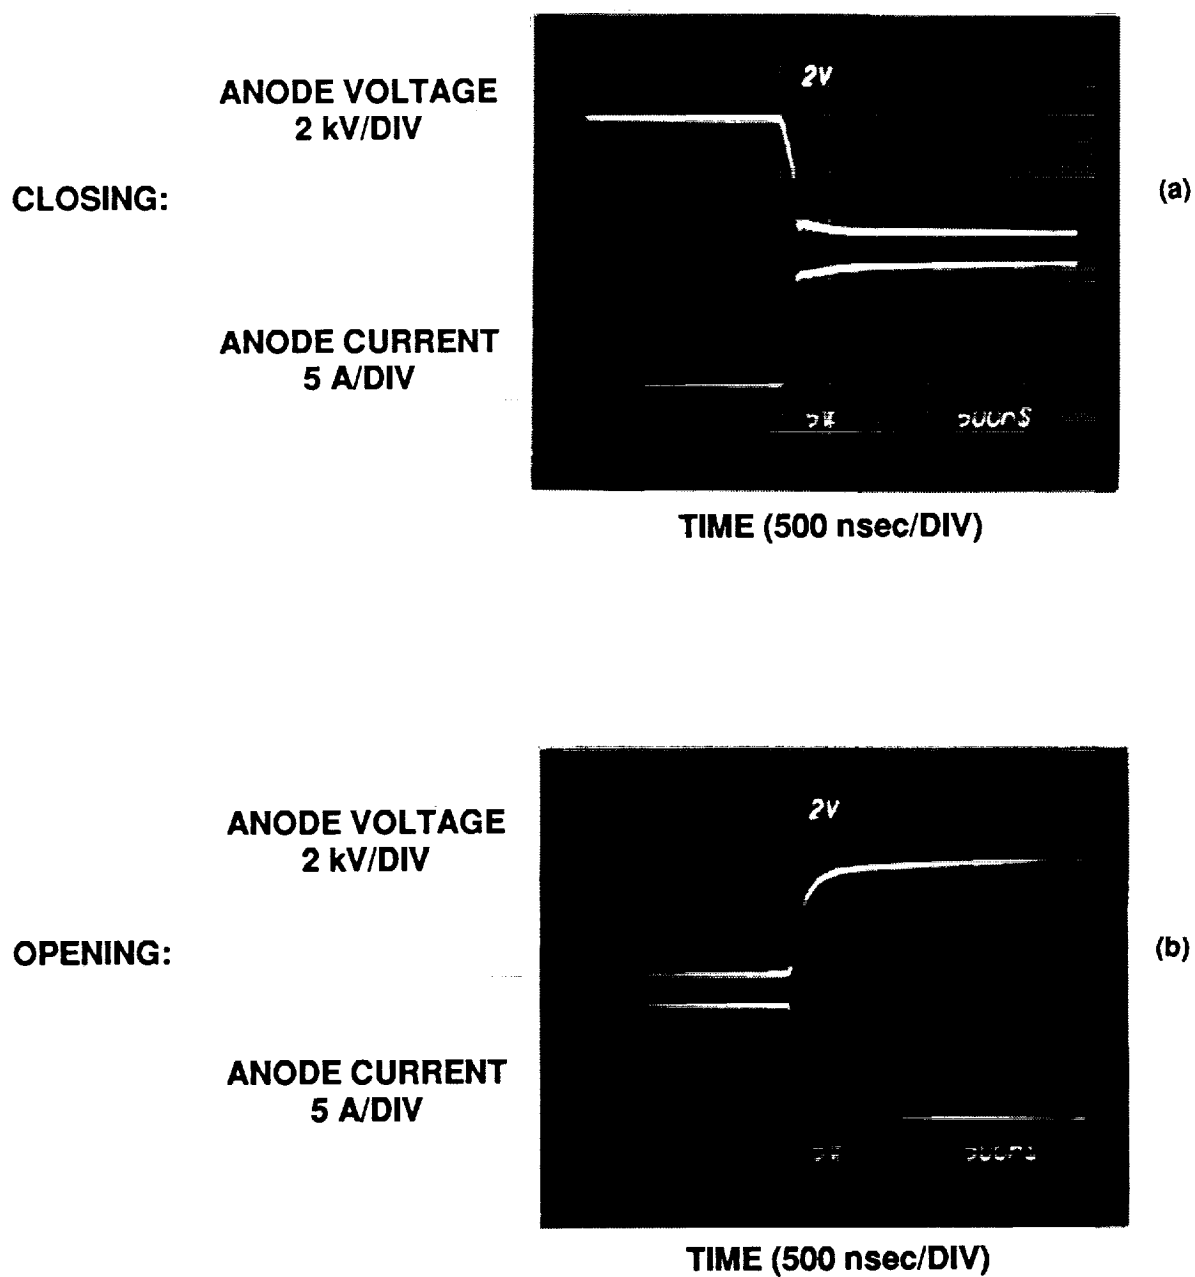 ANODE VOLTAGE
2 kV/DIV
2V
CLOSING:
(a)
ANODE CURRENT
5 A/DIV
500nS
TIME (500 nsec/DIV)
ANODE VOLTAGE
2 kV/DIV
2V
OPENING:
(b)
ANODE CURRENT
5 A/DIV
TIME (500 nsec/DIV)